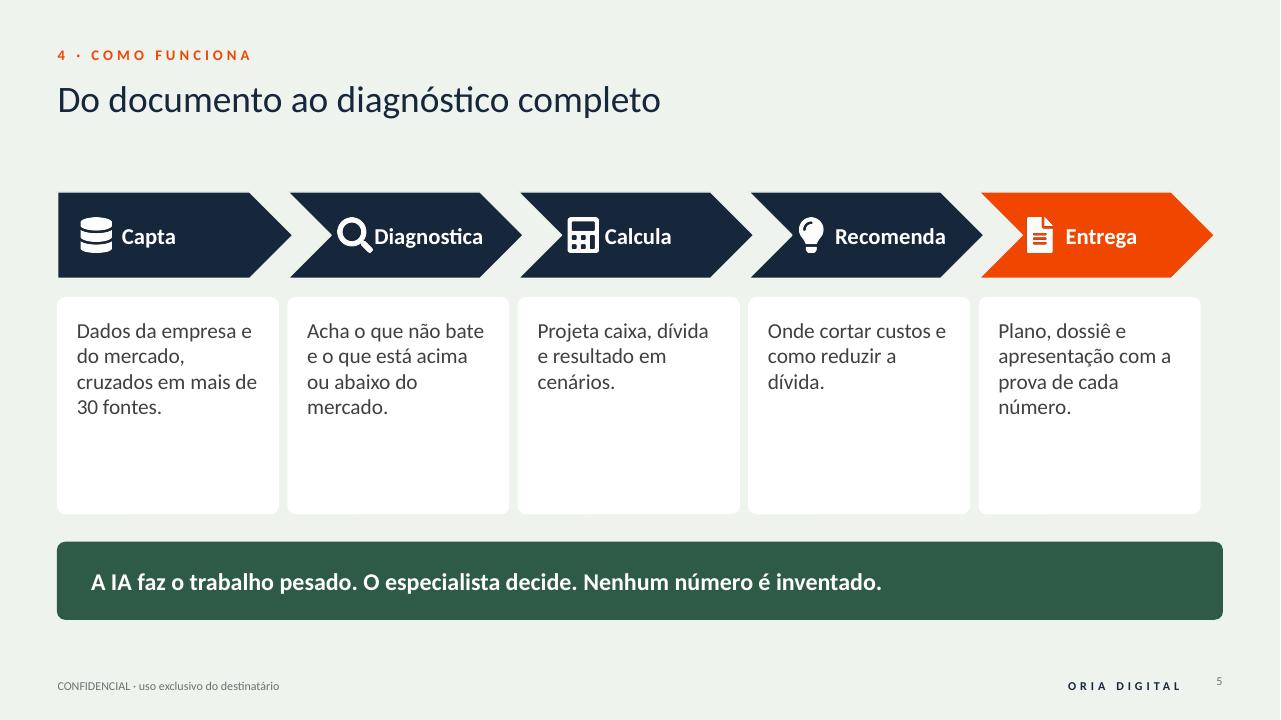 4 · COMO FUNCIONA
Do documento ao diagnóstico completo
Capta
Diagnostica
Calcula
Recomenda
Entrega
Dados da empresa e
do mercado,
cruzados em mais de
30 fontes.
Acha o que não bate
e o que está acima
ou abaixo do
mercado.
Projeta caixa, dívida
e resultado em
cenários.
Onde cortar custos e
como reduzir a
dívida.
Plano, dossiê e
apresentação com a
prova de cada
número.
A IA faz o trabalho pesado. O especialista decide. Nenhum número é inventado.
CONFIDENCIAL · uso exclusivo do destinatário
ORIA DIGITAL
5